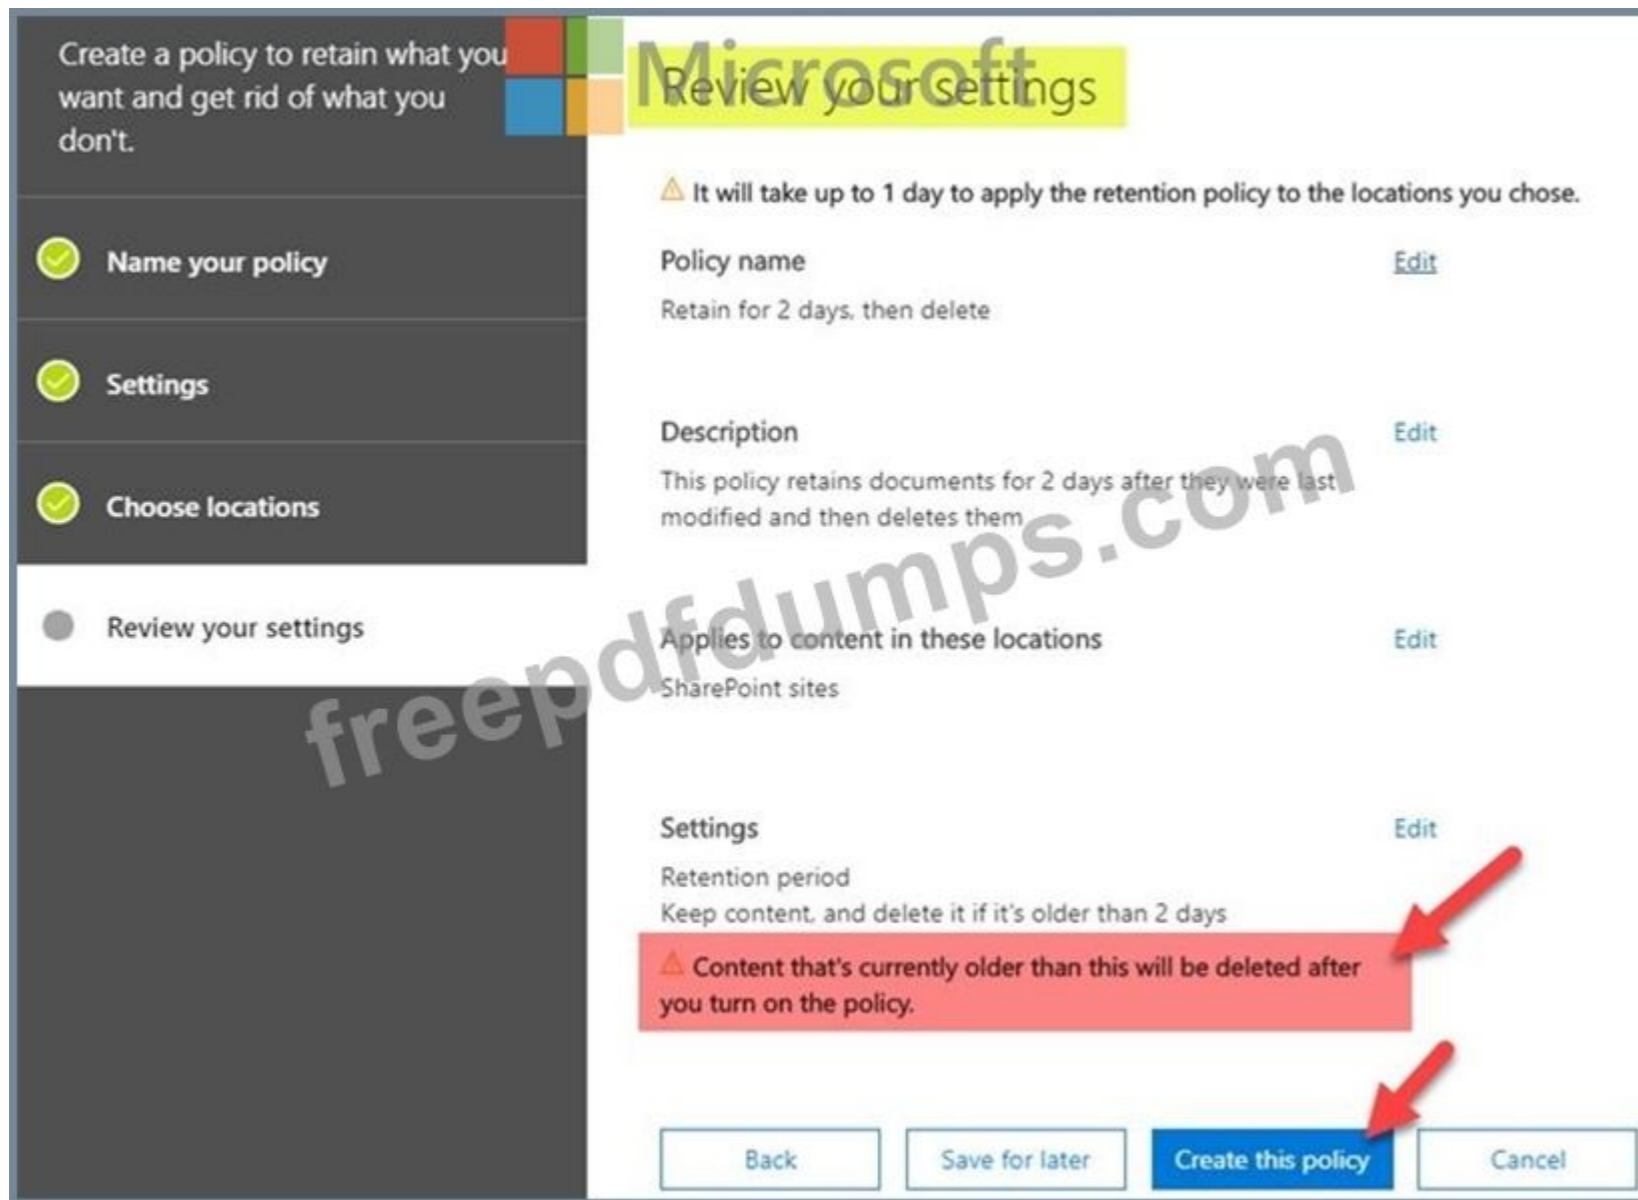 Create a policy to retain what you
want and get rid of what you
don't.
Name your policy
Settings
Choose locations
Review your settings
Microsoft
Review your settings
It will take up to 1 day to apply the retention policy to the locations you chose.
Policy name Edit
Retain for 2 days, then delete
Description Edit
This policy retains documents for 2 days after they were last
modified and then deletes them
Applies to content in these locations Edit
SharePoint sites
freepdfdumps.com
Settings Edit
Retention period
Keep content, and delete it if it's older than 2 days
Content that's currently older than this will be deleted after
you turn on the policy.
Back Save for later Create this policy Cancel